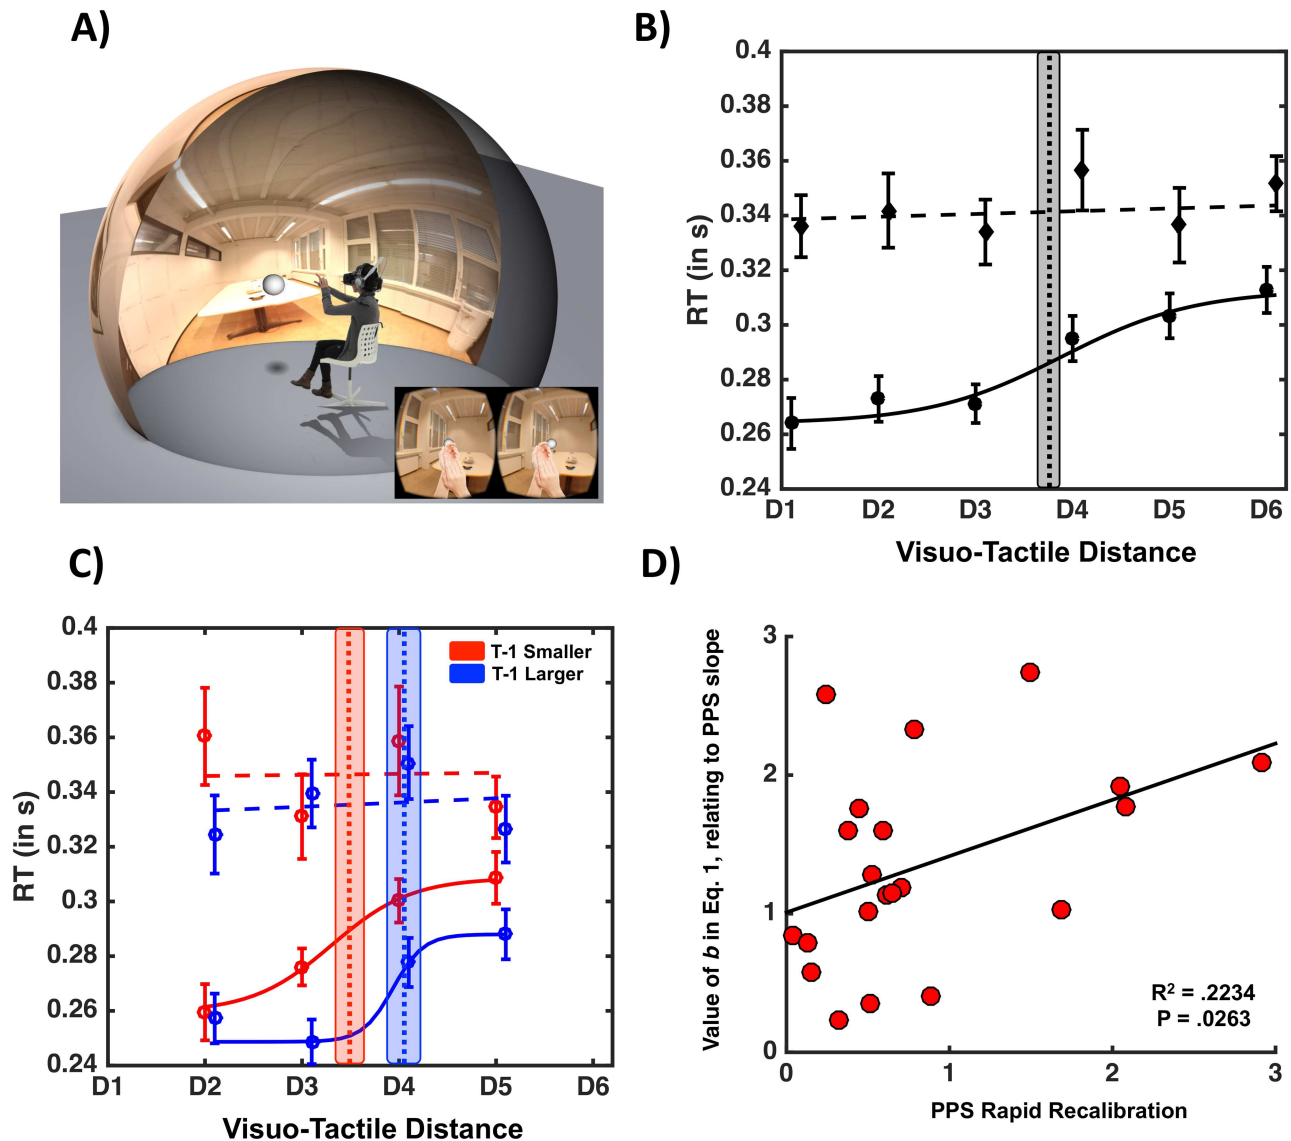 A)
B)
0.4
0.38
0.36
0.34
0.32
0.3
0.28
0.26
0.24
RT (in s)
D1 D2 D3 D4 D5 D6
Visuo-Tactile Distance
C)
0.4
0.38
0.36
0.34
0.32
0.3
0.28
0.26
0.24
RT (in s)
T-1 Smaller
T-1 Larger
D1 D2 D3 D4 D5 D6
Visuo-Tactile Distance
D)
Value of b in Eq. 1, relating to PPS slope
3
2
1
0
R² = .2234
P = .0263
0 1 2 3
PPS Rapid Recalibration